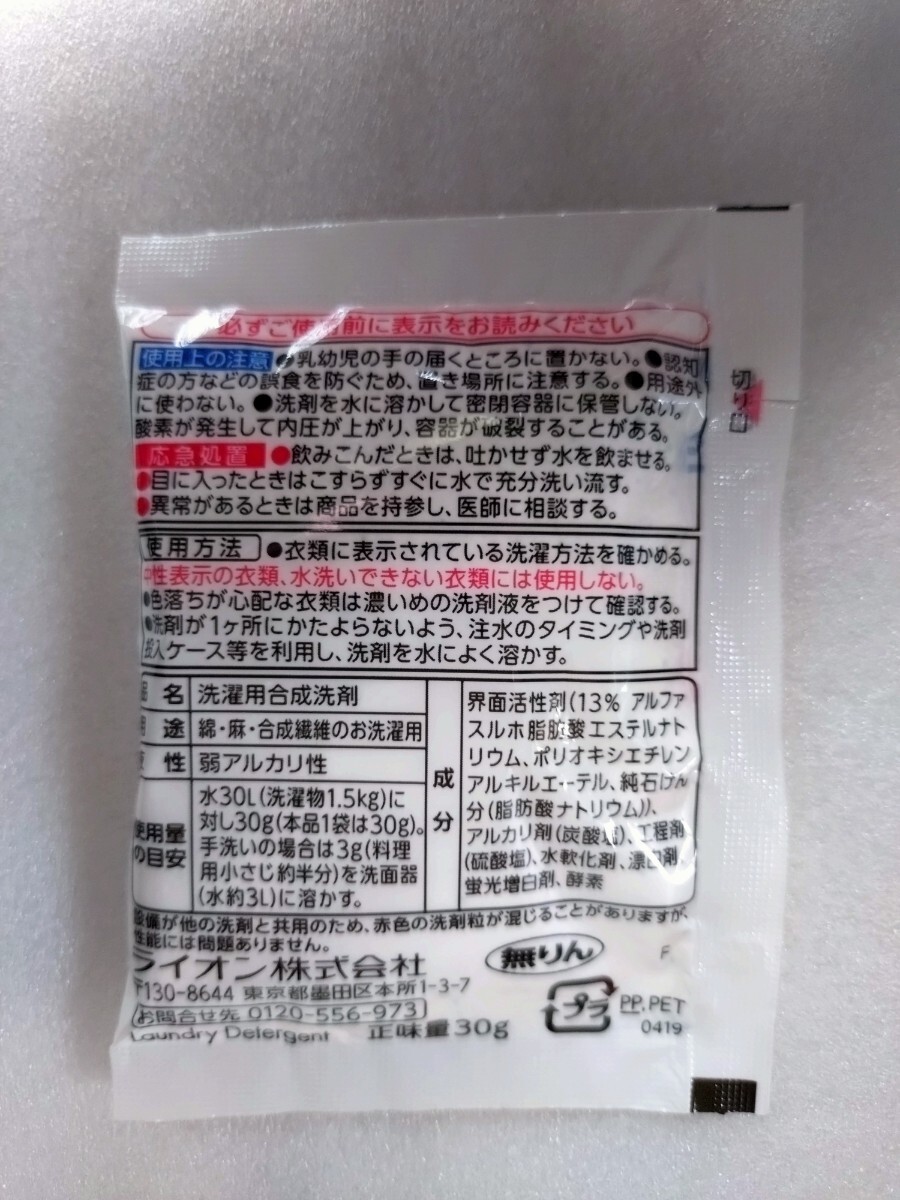 必ずご使用前に表示をお読みください
切り口
使用上の注意 ●乳幼児の手の届くところに置かない。●認知
症の方などの誤食を防ぐため、置き場所に注意する。●用途外
に使わない。●洗剤を水に溶かして密閉容器に保管しない。
酸素が発生して内圧が上がり、容器が破裂することがある。
応急処置 ●飲みこんだときは、吐かせず水を飲ませる。
●目に入ったときはこすらずすぐに水で充分洗い流す。
●異常があるときは商品を持参し、医師に相談する。
使用方法 ●衣類に表示されている洗濯方法を確かめる。
中性表示の衣類、水洗いできない衣類には使用しない。
●色落ちが心配な衣類は濃いめの洗剤液をつけて確認する。
●洗剤が1ヶ所にかたよらないよう、注水のタイミングや洗剤
投入ケース等を利用し、洗剤を水によく溶かす。
品名 洗濯用合成洗剤
用途 綿・麻・合成繊維のお洗濯用
液性 弱アルカリ性
使用量
の目安
水30L(洗濯物1.5kg)に
対し30g(本品1袋は30g)。
手洗いの場合は3g(料理
用小さじ約半分)を洗面器
(水約3L)に溶かす。
成分
界面活性剤(13% アルファ
スルホ脂肪酸エステルナト
リウム、ポリオキシエチレン
アルキルエーテル、純石けん
分(脂肪酸ナトリウム))、
アルカリ剤(炭酸塩)、工程剤
(硫酸塩)、水軟化剤、漂白剤、
蛍光増白剤、酵素
設備が他の洗剤と共用のため、赤色の洗剤粒が混じることがありますが、
性能には問題ありません。
ライオン株式会社
無りん
F
〒130-8644 東京都墨田区本所1-3-7
お問合せ先 0120-556-973
Laundry Detergent 正味量30g
プラ
PP,PET
0419